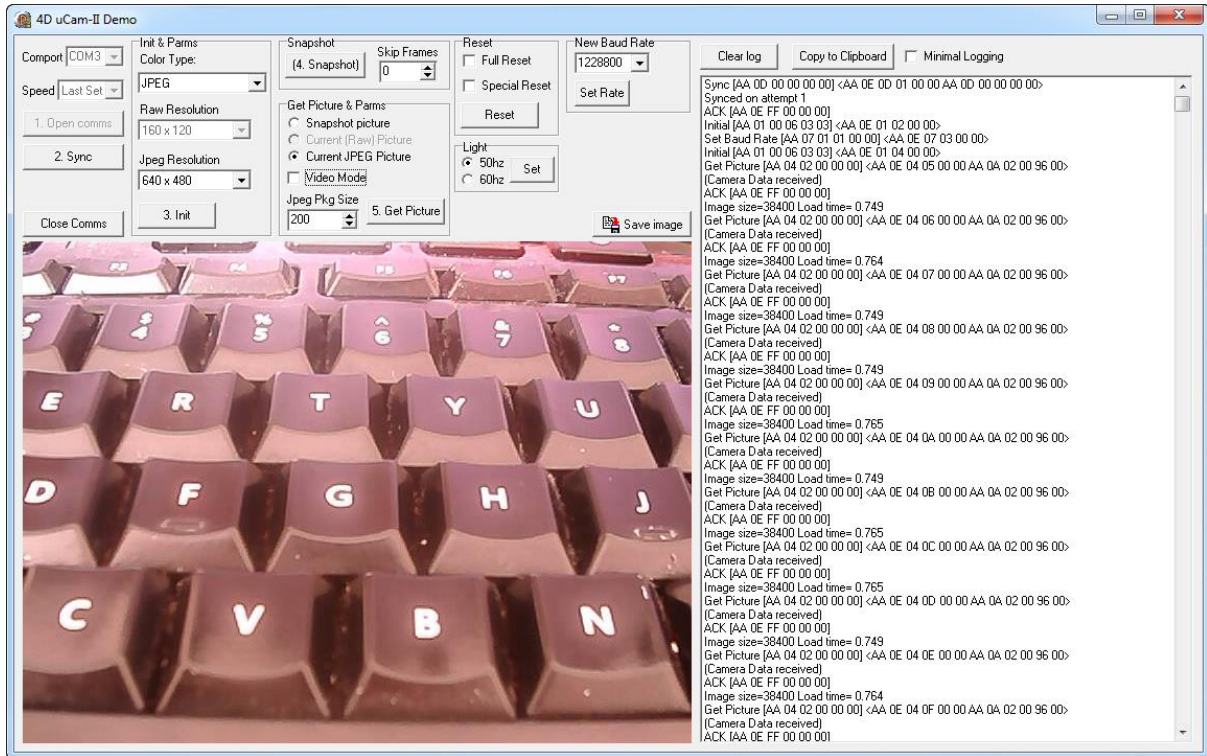 4D uCam-II Demo
Comport COM3
Speed Last Set
1. Open comms
2. Sync
Close Comms
Init & Parms
Color Type:
JPEG
Raw Resolution
160 x 120
Jpeg Resolution
640 x 480
3. Init
Snapshot
(4. Snapshot)
Skip Frames
0
Get Picture & Parms
Snapshot picture
Current (Raw) Picture
Current JPEG Picture
Video Mode
Jpeg Pkg Size
200
5. Get Picture
Reset
Full Reset
Special Reset
Reset
Light
50hz
60hz
Set
New Baud Rate
1228800
Set Rate
Save image
Clear log
Copy to Clipboard
Minimal Logging
$ % ^ & *
4 5 6 7 8
E R T Y U
D F G H J
C V B N
Sync [AA 0D 00 00 00 00] <AA 0E 0D 01 00 00 AA 0D 00 00 00 00>
Synced on attempt 1
ACK [AA 0E FF 00 00 00]
Initial [AA 01 00 06 03 03] <AA 0E 01 02 00 00>
Set Baud Rate [AA 07 01 01 00 00] <AA 0E 07 03 00 00>
Initial [AA 01 00 06 03 03] <AA 0E 01 04 00 00>
Get Picture [AA 04 02 00 00 00] <AA 0E 04 05 00 00 AA 0A 02 00 96 00>
(Camera Data received)
ACK [AA 0E FF 00 00 00]
Image size=38400 Load time= 0.749
Get Picture [AA 04 02 00 00 00] <AA 0E 04 06 00 00 AA 0A 02 00 96 00>
(Camera Data received)
ACK [AA 0E FF 00 00 00]
Image size=38400 Load time= 0.764
Get Picture [AA 04 02 00 00 00] <AA 0E 04 07 00 00 AA 0A 02 00 96 00>
(Camera Data received)
ACK [AA 0E FF 00 00 00]
Image size=38400 Load time= 0.749
Get Picture [AA 04 02 00 00 00] <AA 0E 04 08 00 00 AA 0A 02 00 96 00>
(Camera Data received)
ACK [AA 0E FF 00 00 00]
Image size=38400 Load time= 0.749
Get Picture [AA 04 02 00 00 00] <AA 0E 04 09 00 00 AA 0A 02 00 96 00>
(Camera Data received)
ACK [AA 0E FF 00 00 00]
Image size=38400 Load time= 0.765
Get Picture [AA 04 02 00 00 00] <AA 0E 04 0A 00 00 AA 0A 02 00 96 00>
(Camera Data received)
ACK [AA 0E FF 00 00 00]
Image size=38400 Load time= 0.749
Get Picture [AA 04 02 00 00 00] <AA 0E 04 0B 00 00 AA 0A 02 00 96 00>
(Camera Data received)
ACK [AA 0E FF 00 00 00]
Image size=38400 Load time= 0.765
Get Picture [AA 04 02 00 00 00] <AA 0E 04 0C 00 00 AA 0A 02 00 96 00>
(Camera Data received)
ACK [AA 0E FF 00 00 00]
Image size=38400 Load time= 0.765
Get Picture [AA 04 02 00 00 00] <AA 0E 04 0D 00 00 AA 0A 02 00 96 00>
(Camera Data received)
ACK [AA 0E FF 00 00 00]
Image size=38400 Load time= 0.749
Get Picture [AA 04 02 00 00 00] <AA 0E 04 0E 00 00 AA 0A 02 00 96 00>
(Camera Data received)
ACK [AA 0E FF 00 00 00]
Image size=38400 Load time= 0.764
Get Picture [AA 04 02 00 00 00] <AA 0E 04 0F 00 00 AA 0A 02 00 96 00>
(Camera Data received)
ACK [AA 0E FF 00 00 00]